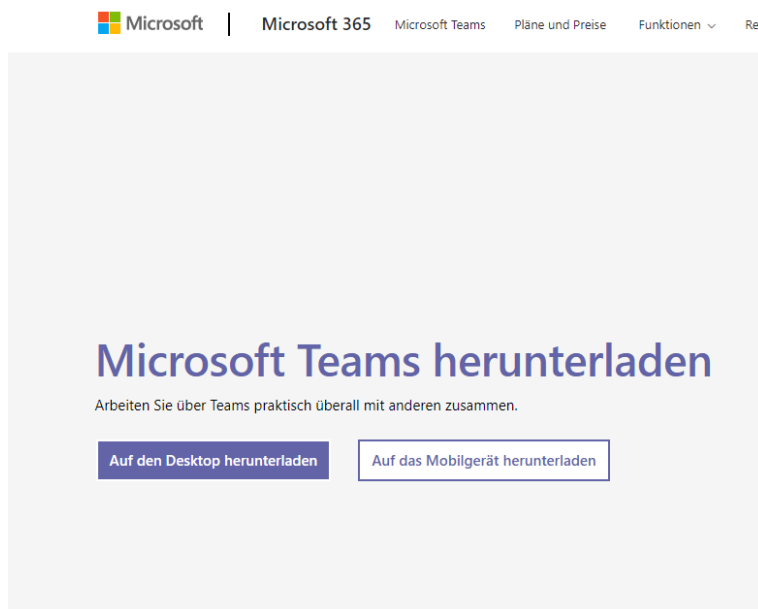 Microsoft | Microsoft 365 Microsoft Teams Pläne und Preise Funktionen Re
Microsoft Teams herunterladen
Arbeiten Sie über Teams praktisch überall mit anderen zusammen.
Auf den Desktop herunterladen Auf das Mobilgerät herunterladen